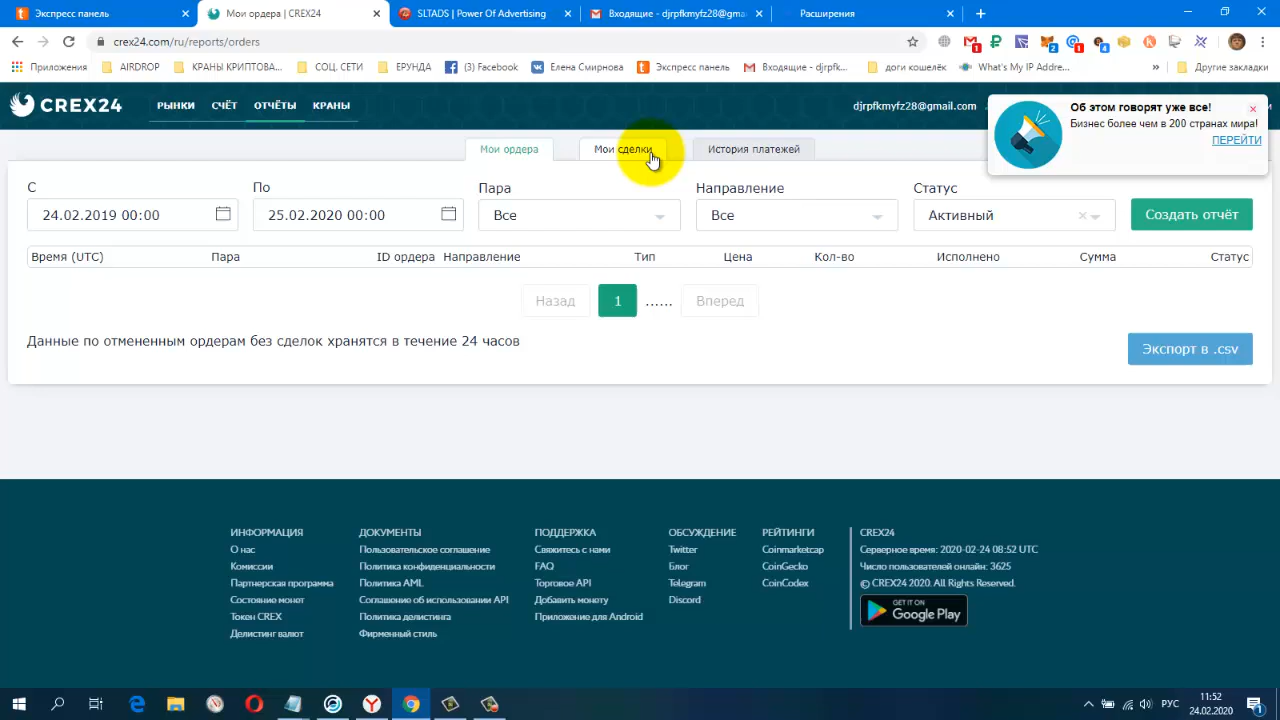 Экспресс панель
Мои ордера | CREX24
SLTADS | Power Of Advertising
Входящие - djrpfkmyfz28@gma
Расширения
crex24.com/ru/reports/orders
Приложения
AIRDROP
КРАНЫ КРИПТОВА...
СОЦ. СЕТИ
ЕРУНДА
(3) Facebook
Елена Смирнова
Экспресс панель
Входящие - djrpfk...
доги кошелёк
What's My IP Addre...
»
Другие закладки
CREX24
РЫНКИ
СЧЁТ
ОТЧЁТЫ
КРАНЫ
djrpfkmyfz28@gmail.com
Об этом говорят уже все!
Бизнес более чем в 200 странах мира!
ПЕРЕЙТИ
Мои ордера
Мои сделки
История платежей
С
По
Пара
Направление
Статус
24.02.2019 00:00
25.02.2020 00:00
Все
Все
Активный
Создать отчёт
Время (UTC)
Пара
ID ордера
Направление
Тип
Цена
Кол-во
Исполнено
Сумма
Статус
Назад
1
......
Вперед
Данные по отмененным ордерам без сделок хранятся в течение 24 часов
Экспорт в .csv
ИНФОРМАЦИЯ
О нас
Комиссии
Партнерская программа
Состояние монет
Токен CREX
Делистинг валют
ДОКУМЕНТЫ
Пользовательское соглашение
Политика конфиденциальности
Политика AML
Соглашение об использовании API
Политика делистинга
Фирменный стиль
ПОДДЕРЖКА
Свяжитесь с нами
FAQ
Торговое API
Добавить монету
Приложение для Android
ОБСУЖДЕНИЕ
Twitter
Блог
Telegram
Discord
РЕЙТИНГИ
Coinmarketcap
CoinGecko
CoinCodex
CREX24
Серверное время: 2020-02-24 08:52 UTC
Число пользователей онлайн: 3625
© CREX24 2020. All Rights Reserved.
GET IT ON
Google Play
РУС
11:52
24.02.2020